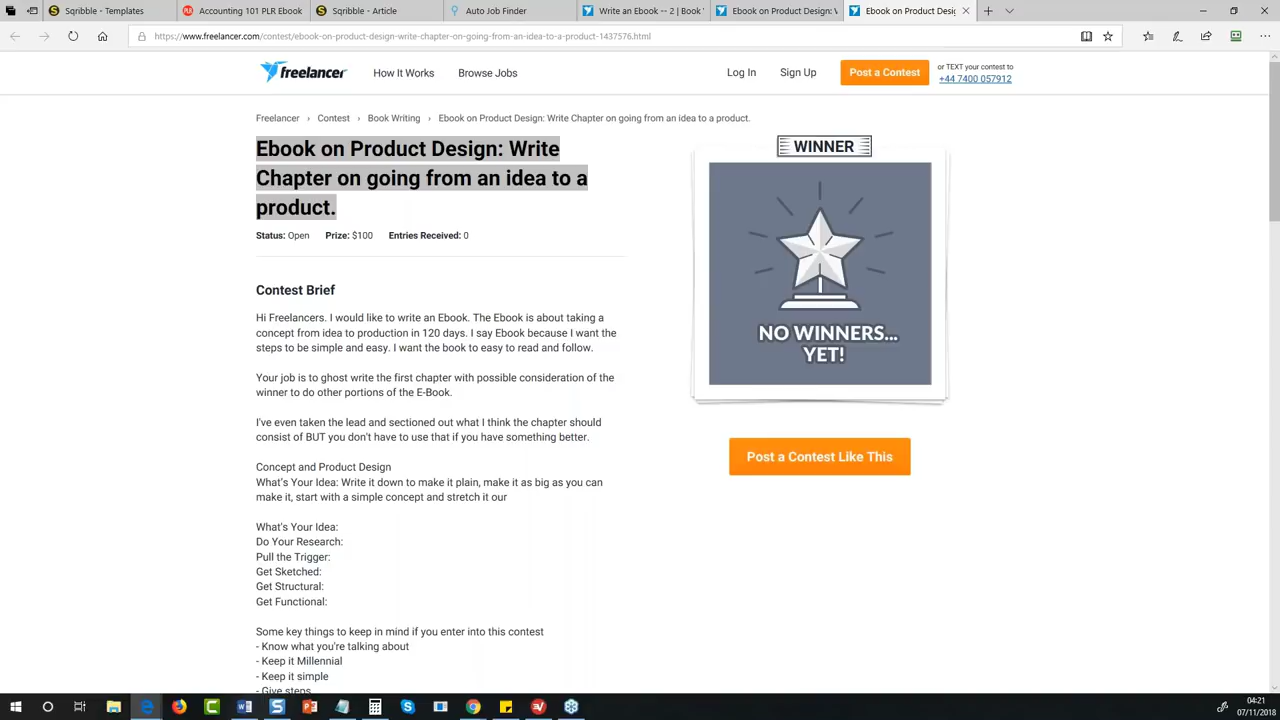 Sqribble - Templates
Accounting 101 PLR Ebook
Sqribble - Article
Auto Job Finder
Write an Ebook -- 2 | Book
Ebook on Product Design: W
Ebook on Product Desig
https://www.freelancer.com/contest/ebook-on-product-design-write-chapter-on-going-from-an-idea-to-a-product-1437576.html
freelancer
How It Works
Browse Jobs
Log In
Sign Up
Post a Contest
or TEXT your contest to
+44 7400 057912
Freelancer › Contest › Book Writing › Ebook on Product Design: Write Chapter on going from an idea to a product.
Ebook on Product Design: Write
Chapter on going from an idea to a
product.
Status: Open Prize: $100 Entries Received: 0
WINNER
NO WINNERS...
YET!
Post a Contest Like This
Contest Brief
Hi Freelancers. I would like to write an Ebook. The Ebook is about taking a
concept from idea to production in 120 days. I say Ebook because I want the
steps to be simple and easy. I want the book to easy to read and follow.
Your job is to ghost write the first chapter with possible consideration of the
winner to do other portions of the E-Book.
I've even taken the lead and sectioned out what I think the chapter should
consist of BUT you don't have to use that if you have something better.
Concept and Product Design
What's Your Idea: Write it down to make it plain, make it as big as you can
make it, start with a simple concept and stretch it our
What's Your Idea:
Do Your Research:
Pull the Trigger:
Get Sketched:
Get Structural:
Get Functional:
Some key things to keep in mind if you enter into this contest
- Know what you're talking about
- Keep it Millennial
- Keep it simple
- Give steps
04:21
07/11/2018